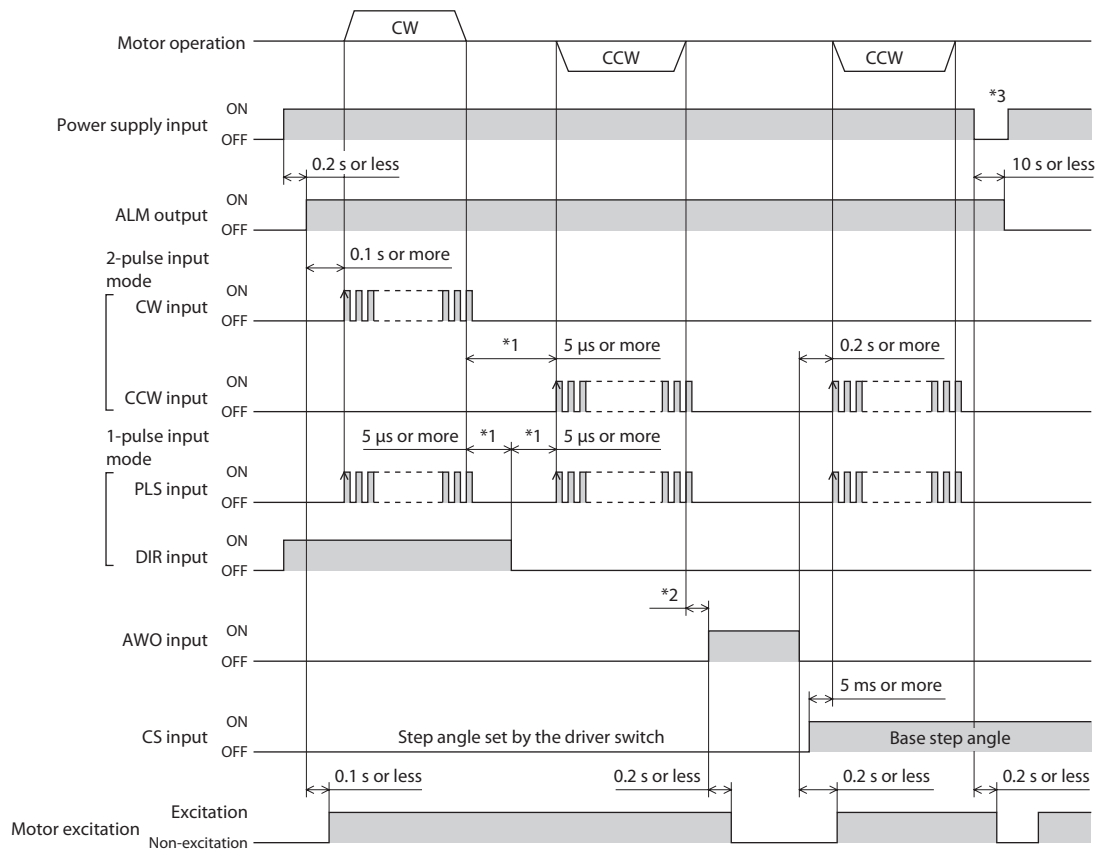 CW
Motor operation
CCW
CCW
*3
ON
Power supply input
OFF
0.2 s or less
10 s or less
ON
ALM output
OFF
2-pulse input
mode
0.1 s or more
ON
CW input
OFF
*1
5 µs or more
0.2 s or more
ON
CCW input
OFF
1-pulse input
mode
5 µs or more
*1
*1
5 µs or more
ON
PLS input
OFF
ON
DIR input
OFF
*2
ON
AWO input
OFF
5 ms or more
ON
CS input
OFF
Step angle set by the driver switch
Base step angle
0.1 s or less
0.2 s or less
0.2 s or less
0.2 s or less
Excitation
Motor excitation
Non-excitation